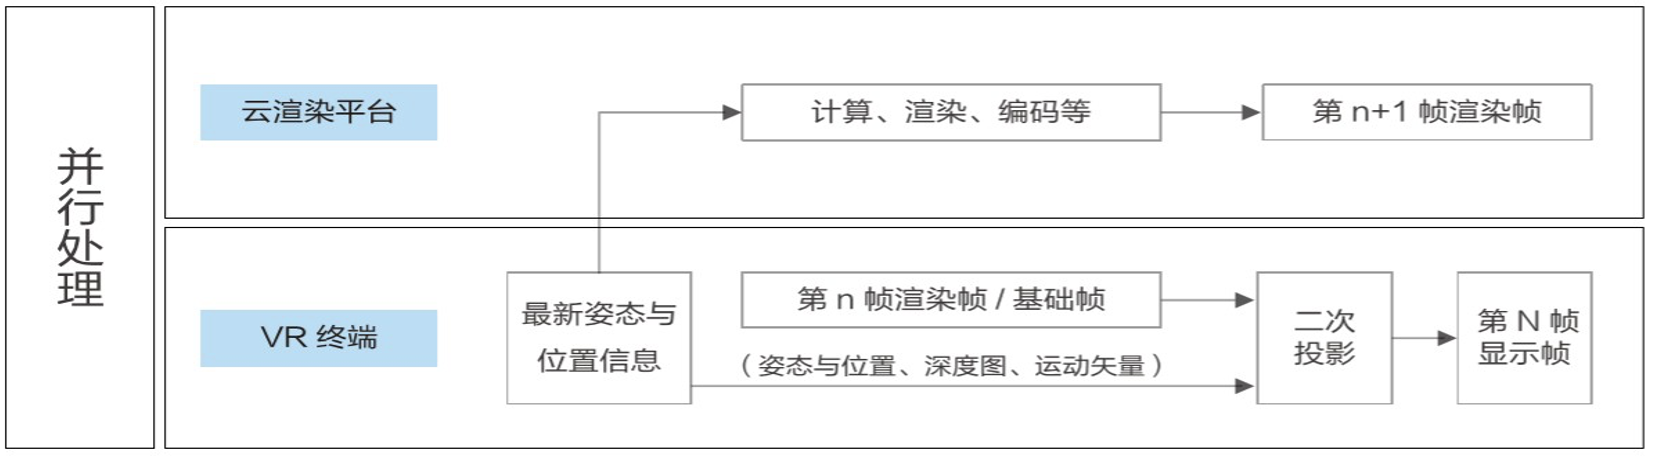 并行处理
云渲染平台
计算、渲染、编码等
第 n+1 帧渲染帧
VR 终端
最新姿态与
位置信息
第 n 帧渲染帧 / 基础帧
（姿态与位置、深度图、运动矢量）
二次
投影
第 N 帧
显示帧